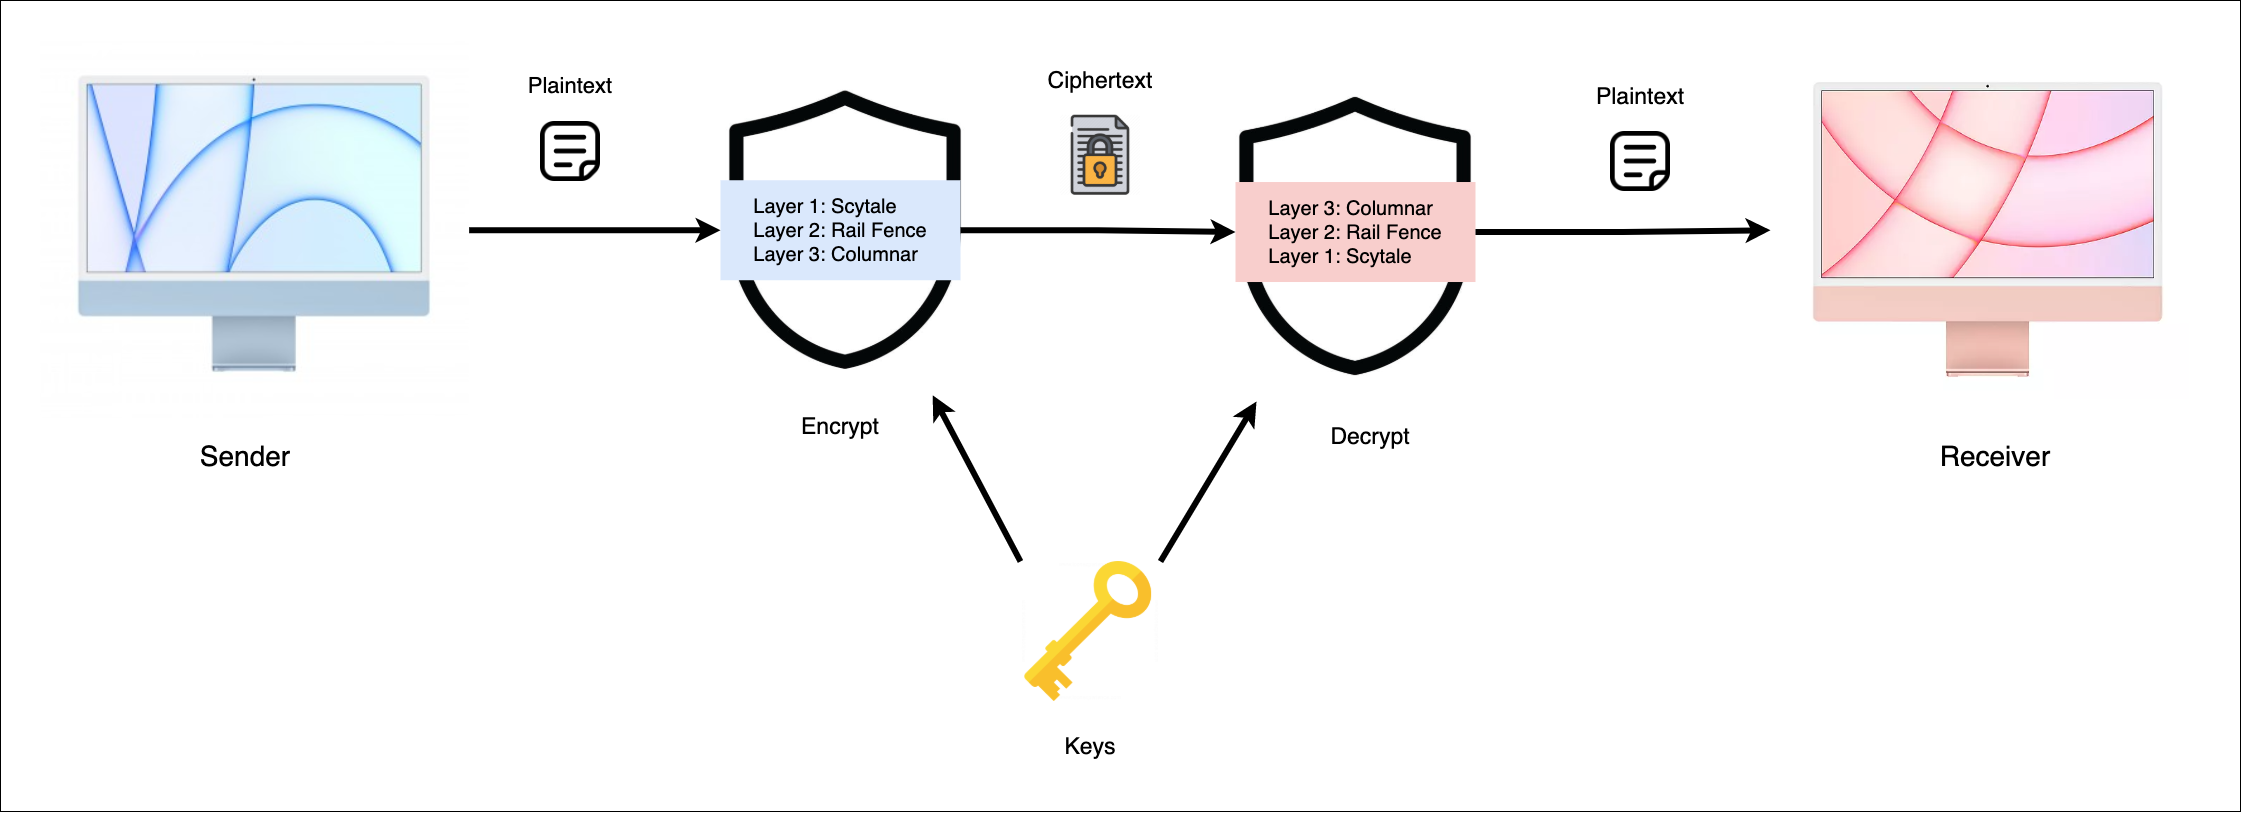 Plaintext
Ciphertext
Plaintext
Layer 1: Scytale
Layer 2: Rail Fence
Layer 3: Columnar
Layer 3: Columnar
Layer 2: Rail Fence
Layer 1: Scytale
Encrypt
Decrypt
Sender
Receiver
Keys